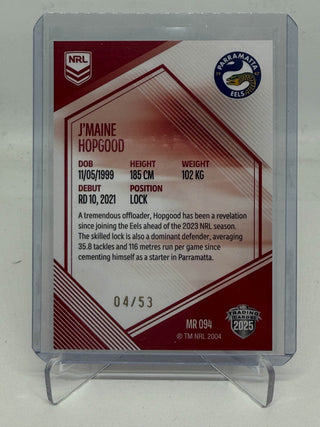 NRL
PARRAMATTA
EELS
J'MAINE
HOPGOOD
DOB HEIGHT WEIGHT
11/05/1999 185 CM 102 KG
DEBUT POSITION
RD 10, 2021 LOCK
A tremendous offloader, Hopgood has been a revelation
since joining the Eels ahead of the 2023 NRL season.
The skilled lock is also a dominant defender, averaging
35.8 tackles and 116 metres run per game since
cementing himself as a starter in Parramatta.
04/53
MR 094
© TM NRL 2004
TRADING
CARDS
2025